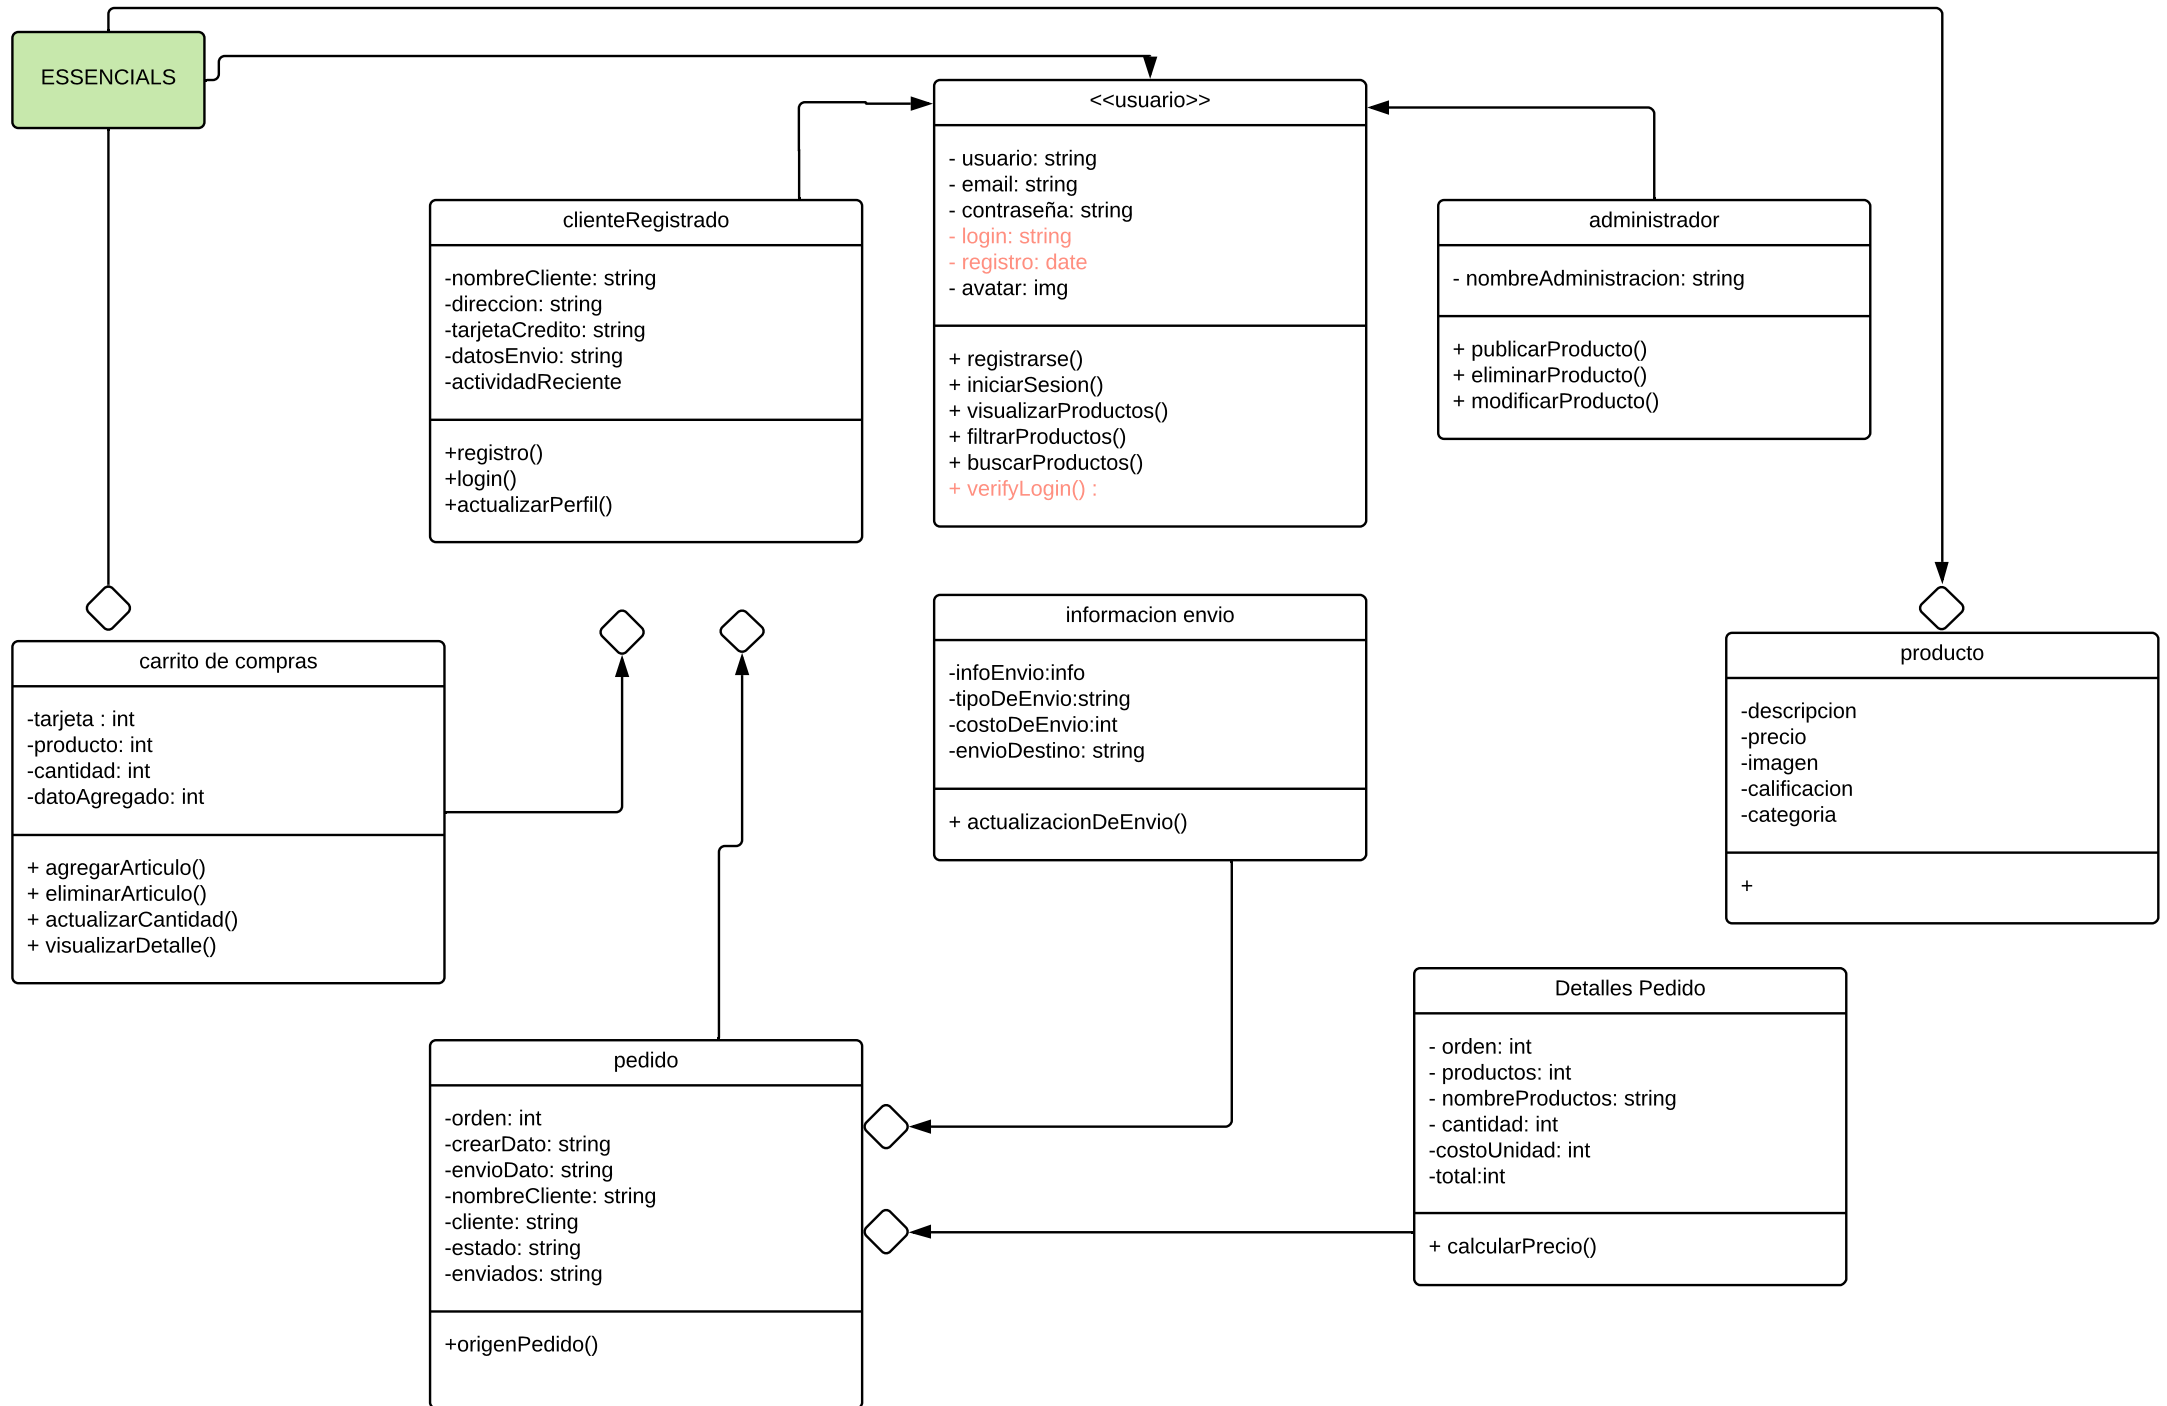 ESSENCIALS
<<usuario>>
- usuario: string
- email: string
- contraseña: string
- login: string
- registro: date
- avatar: img
+ registrarse()
+ iniciarSesion()
+ visualizarProductos()
+ filtrarProductos()
+ buscarProductos()
+ verifyLogin() :
clienteRegistrado
-nombreCliente: string
-direccion: string
-tarjetaCredito: string
-datosEnvio: string
-actividadReciente
+registro()
+login()
+actualizarPerfil()
administrador
- nombreAdministracion: string
+ publicarProducto()
+ eliminarProducto()
+ modificarProducto()
carrito de compras
-tarjeta : int
-producto: int
-cantidad: int
-datoAgregado: int
+ agregarArticulo()
+ eliminarArticulo()
+ actualizarCantidad()
+ visualizarDetalle()
informacion envio
-infoEnvio:info
-tipoDeEnvio:string
-costoDeEnvio:int
-envioDestino: string
+ actualizacionDeEnvio()
producto
-descripcion
-precio
-imagen
-calificacion
-categoria
+
pedido
-orden: int
-crearDato: string
-envioDato: string
-nombreCliente: string
-cliente: string
-estado: string
-enviados: string
+origenPedido()
Detalles Pedido
- orden: int
- productos: int
- nombreProductos: string
- cantidad: int
-costoUnidad: int
-total:int
+ calcularPrecio()